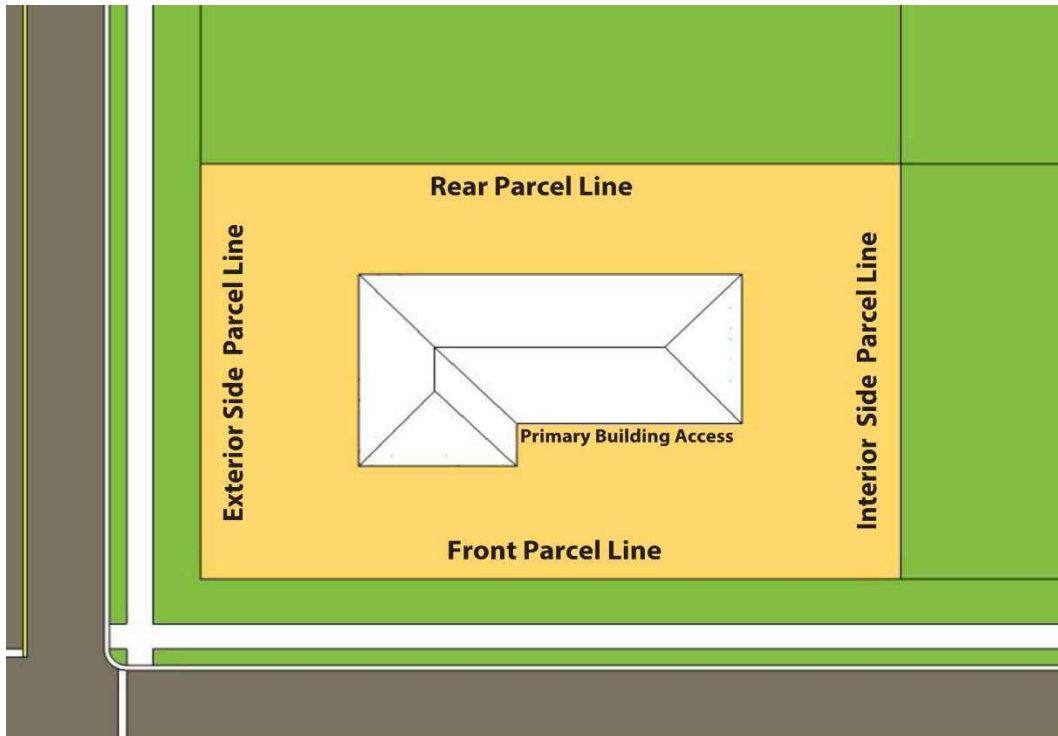 Rear Parcel Line
Exterior Side Parcel Line
Interior Side Parcel Line
Primary Building Access
Front Parcel Line